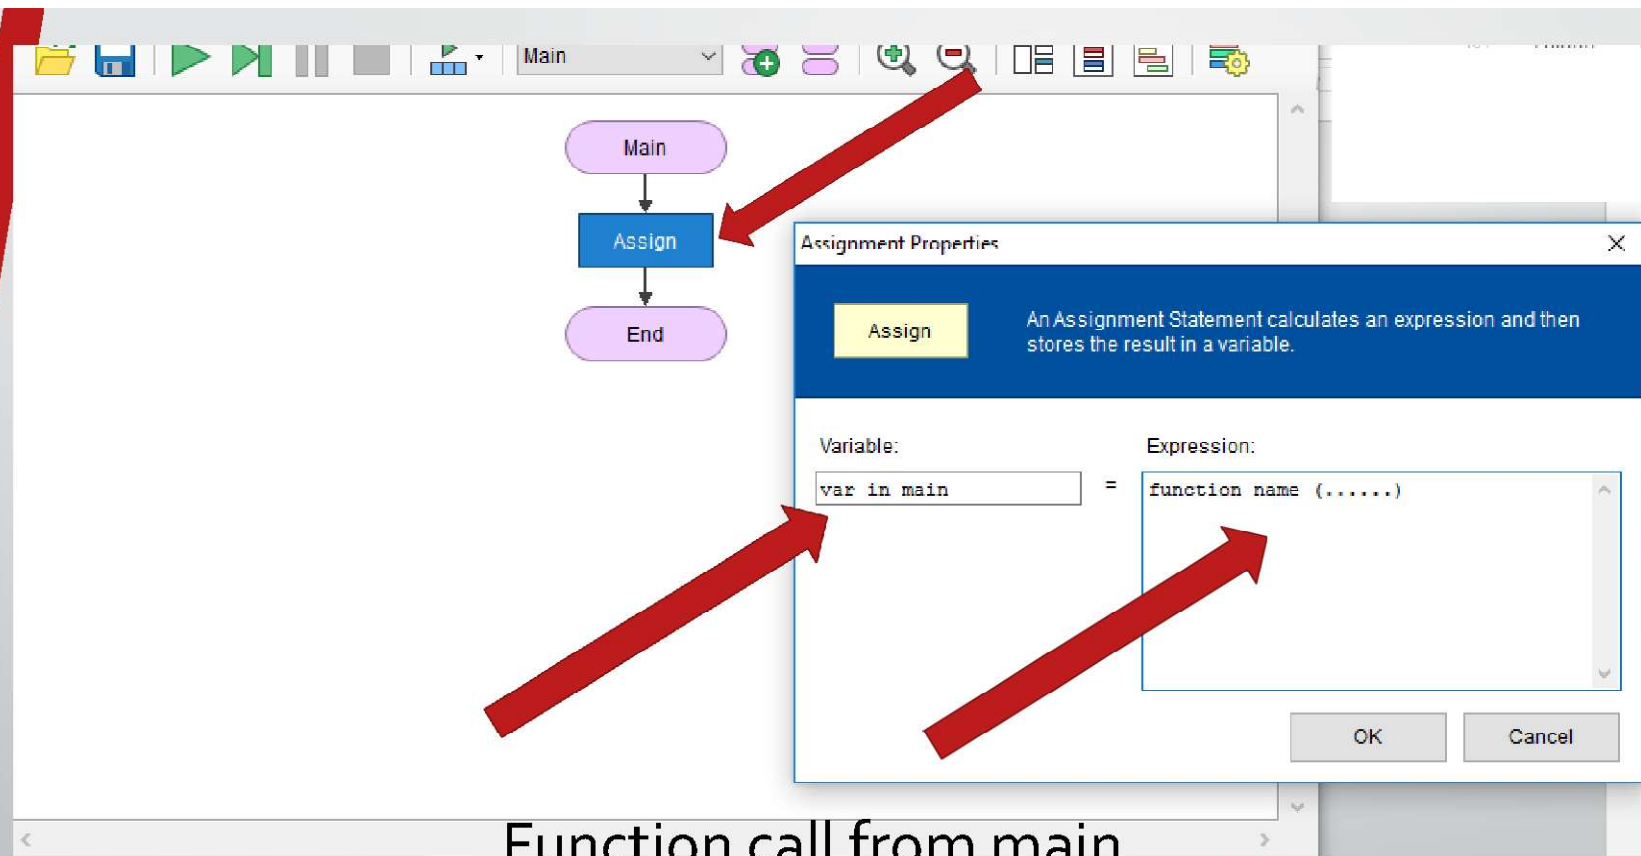 Main
Main
Assign
End
Assignment Properties
Assign
An Assignment Statement calculates an expression and then
stores the result in a variable.
Variable:
Expression:
var in main
=
function name (......)
OK
Cancel
Function call from main